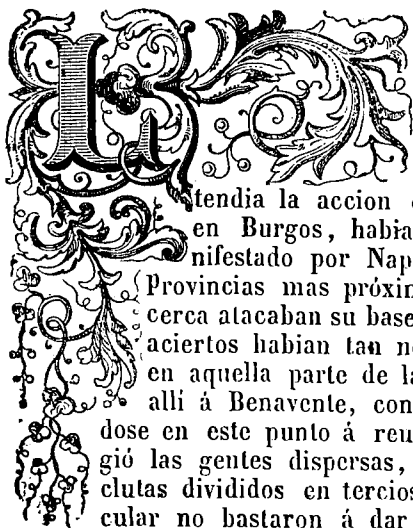 L
tendia la accion
en Burgos, habia
nifestado por Nap
Provincias mas próxin
cerca atacaban su base
aciertos habian tan n
en aquella parte de l
allí á Benavente, con
dose en este punto á reu
gió las gentes dispersas,
clutas divididos en tercios
cular no bastaron á dar